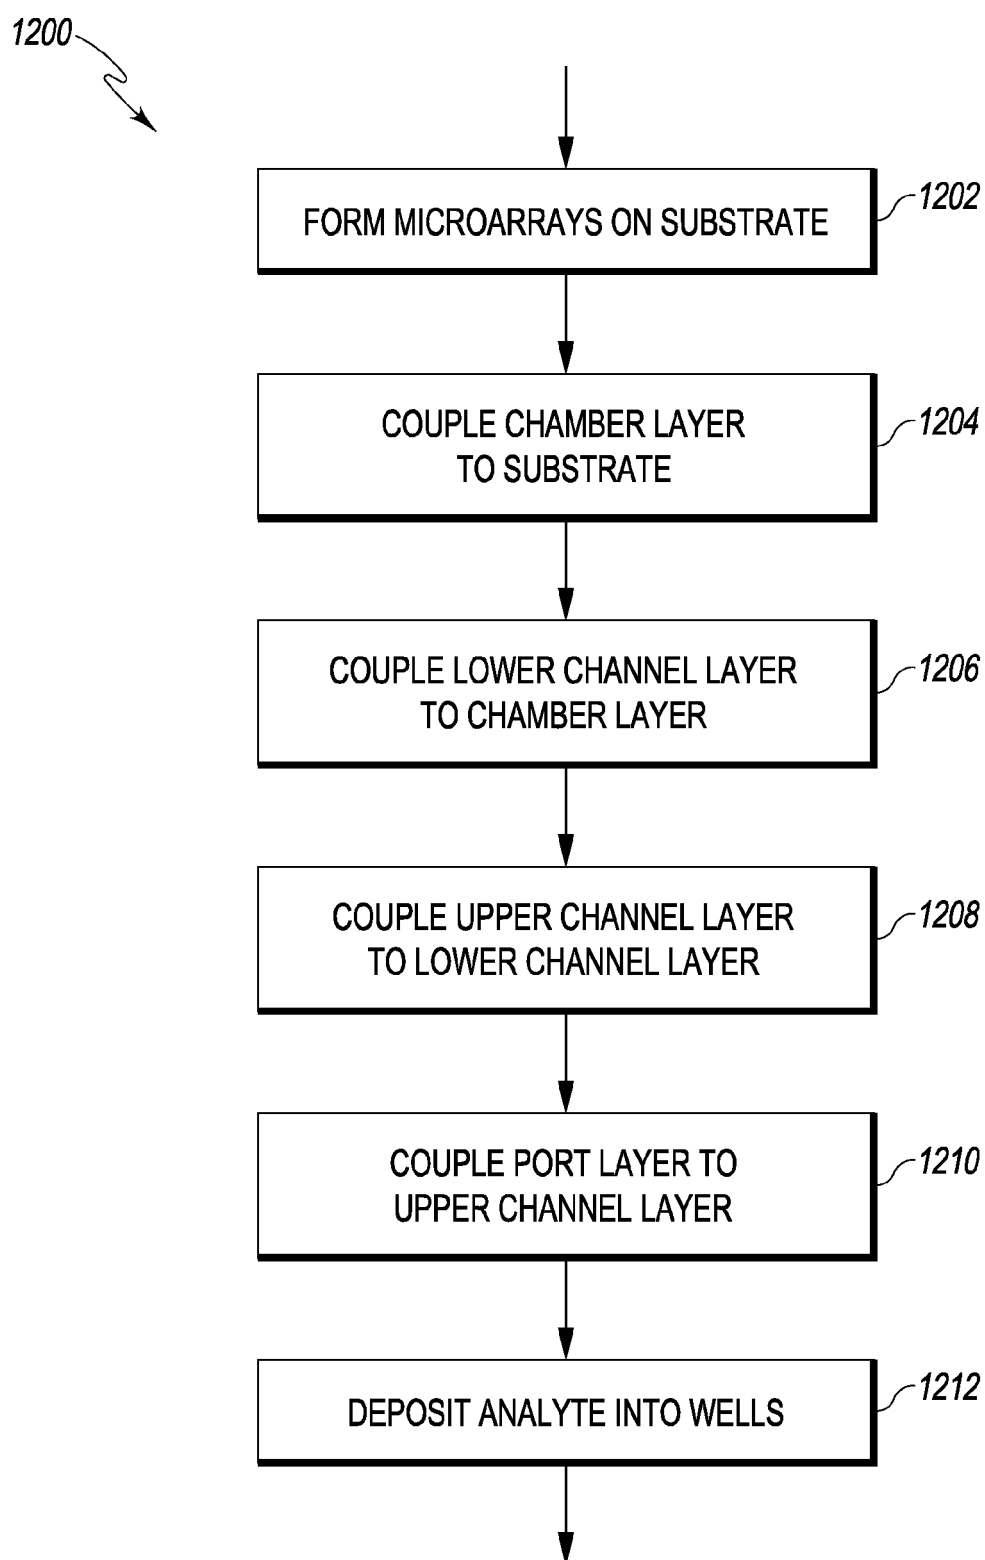 1200
FORM MICROARRAYS ON SUBSTRATE
1202
COUPLE CHAMBER LAYER
TO SUBSTRATE
1204
COUPLE LOWER CHANNEL LAYER
TO CHAMBER LAYER
1206
COUPLE UPPER CHANNEL LAYER
TO LOWER CHANNEL LAYER
1208
COUPLE PORT LAYER TO
UPPER CHANNEL LAYER
1210
DEPOSIT ANALYTE INTO WELLS
1212